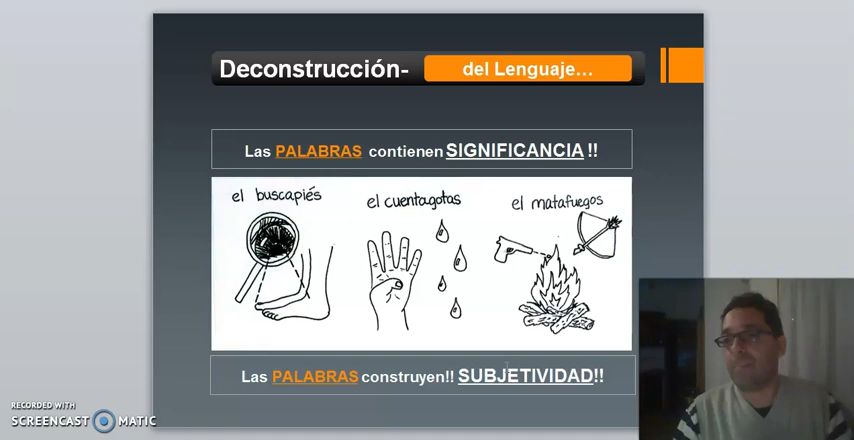 Deconstrucción- del Lenguaje...
Las PALABRAS contienen SIGNIFICANCIA !!
el buscapiés el cuentagotas el matafuegos
Las PALABRAS construyen!! SUBJETIVIDAD!!
RECORDED WITH
SCREENCAST MATIC